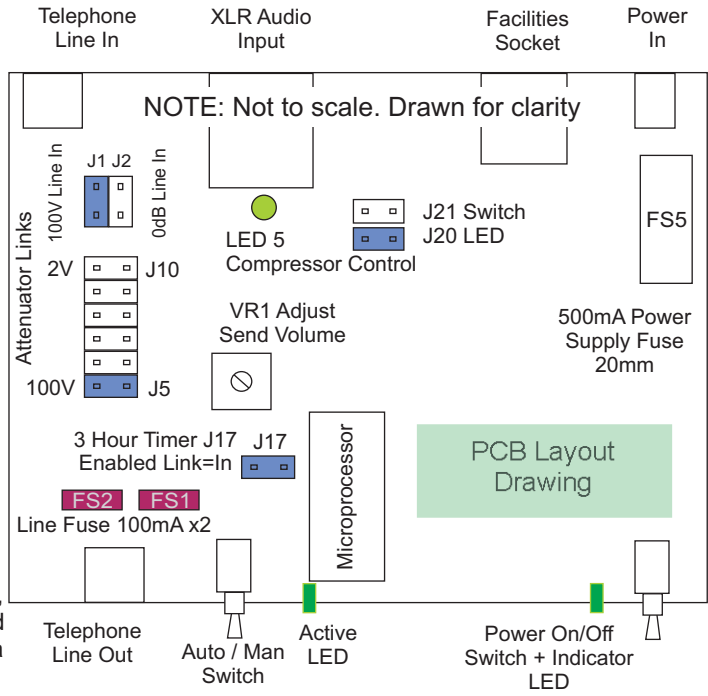 Telephone
Line In
XLR Audio
Input
Facilities
Socket
Power
In
NOTE: Not to scale. Drawn for clarity
100V Line In
J1 J2
0dB Line In
LED 5
Compressor Control
J21 Switch
J20 LED
FS5
Attenuator Links
2V
J10
100V
J5
VR1 Adjust
Send Volume
500mA Power
Supply Fuse
20mm
3 Hour Timer J17
Enabled Link=In
J17
Microprocessor
PCB Layout
Drawing
FS2
FS1
Line Fuse 100mA x2
Telephone
Line Out
Auto / Man
Switch
Active
LED
Power On/Off
Switch + Indicator
LED